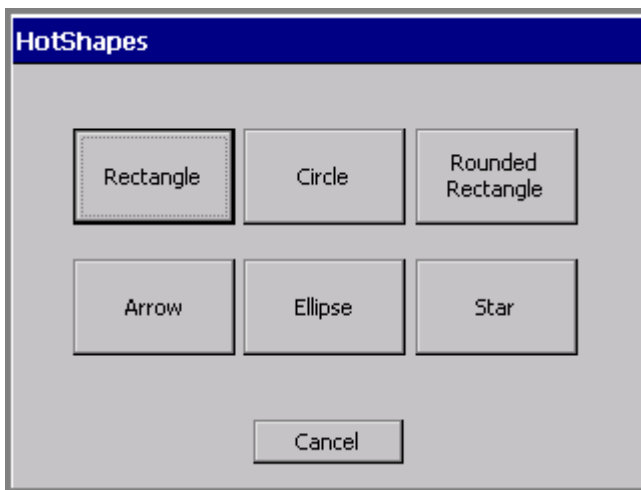 HotShapes
Rectangle
Circle
Rounded
Rectangle
Arrow
Ellipse
Star
Cancel